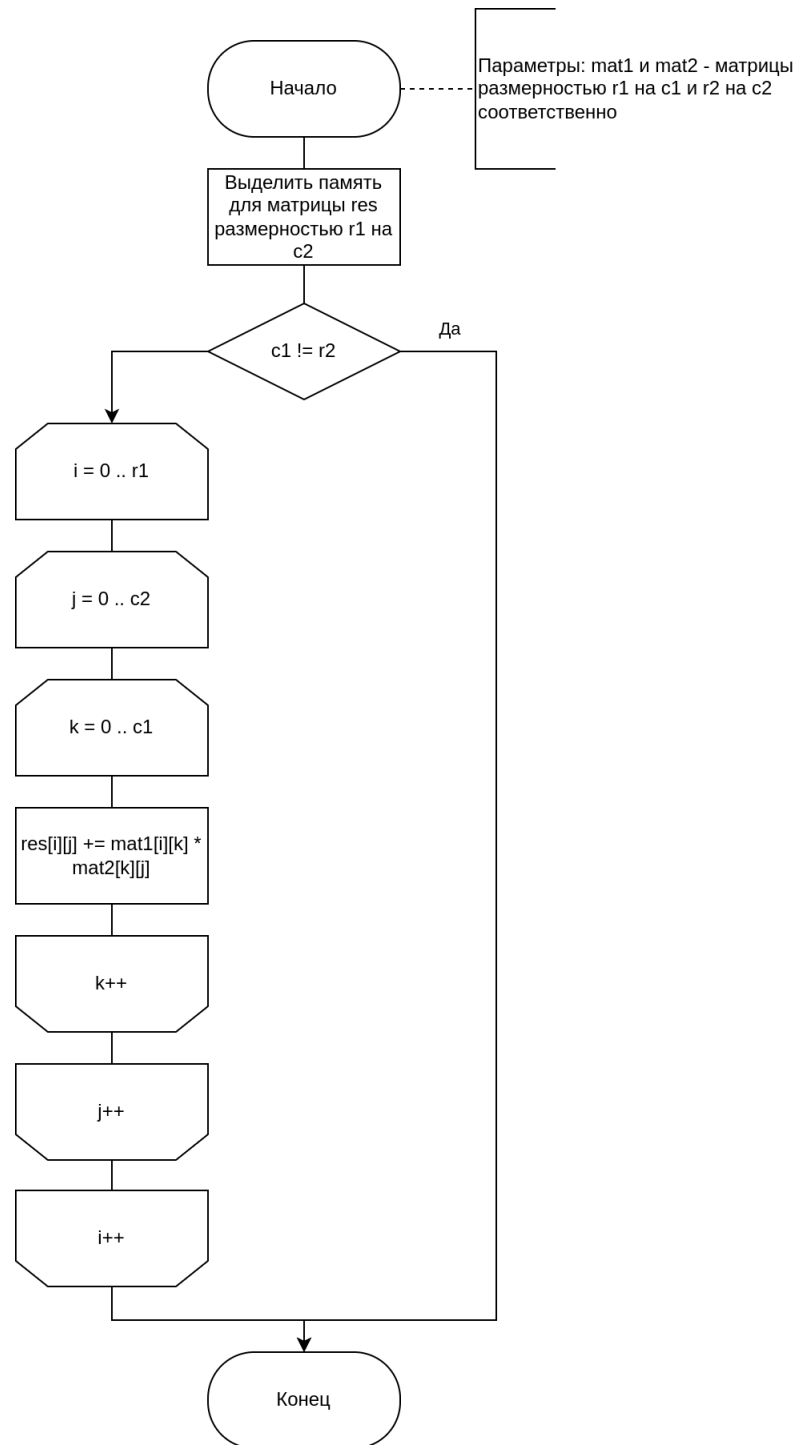 Начало
Параметры: mat1 и mat2 - матрицы
размерностью r1 на c1 и r2 на c2
соответственно
Выделить память
для матрицы res
размерностью r1 на
c2
Да
c1 != r2
i = 0 .. r1
j = 0 .. c2
k = 0 .. c1
res[i][j] += mat1[i][k] *
mat2[k][j]
k++
j++
i++
Конец